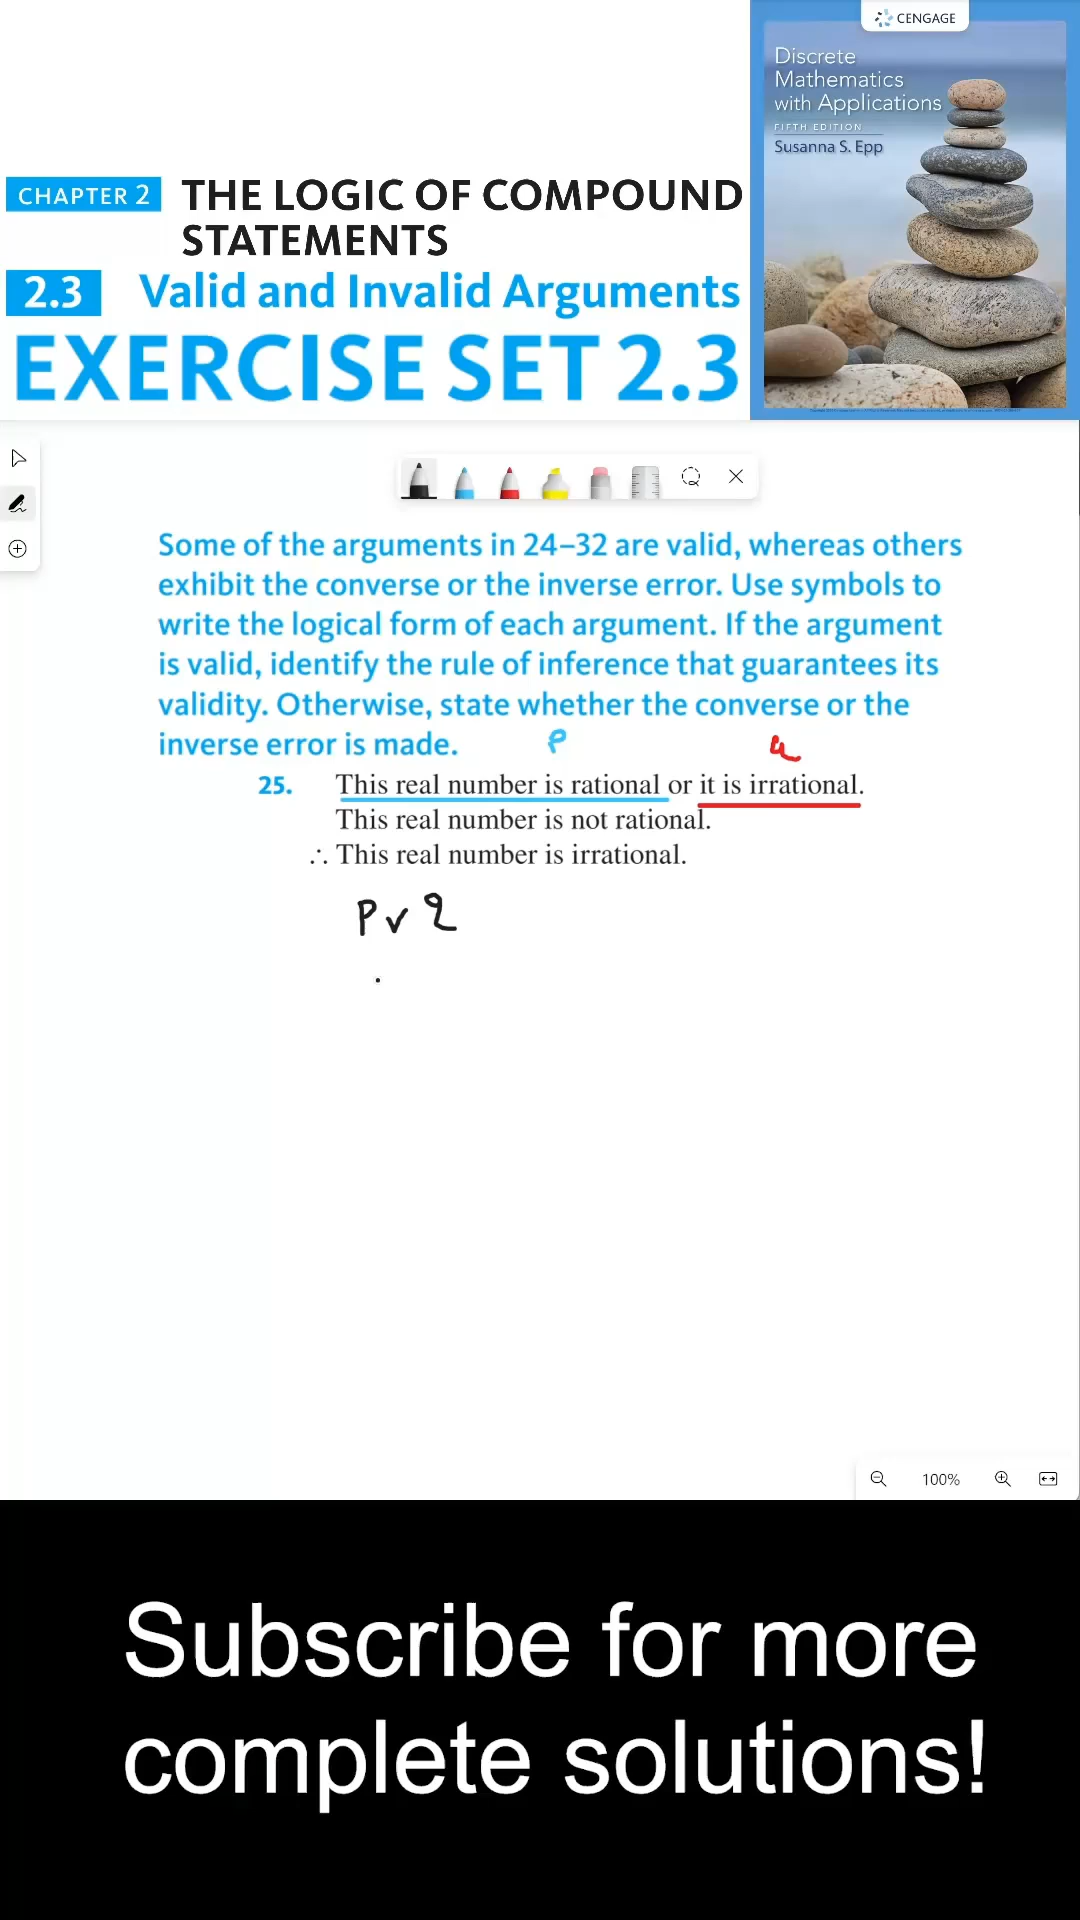 CENGAGE
Discrete
Mathematics
with Applications
FIFTH EDITION
Susanna S. Epp
CHAPTER 2 THE LOGIC OF COMPOUND
STATEMENTS
2.3 Valid and Invalid Arguments
EXERCISE SET 2.3
Some of the arguments in 24–32 are valid, whereas others
exhibit the converse or the inverse error. Use symbols to
write the logical form of each argument. If the argument
is valid, identify the rule of inference that guarantees its
validity. Otherwise, state whether the converse or the
inverse error is made.
p q
25. This real number is rational or it is irrational.
This real number is not rational.
∴ This real number is irrational.
P v q
100%
Subscribe for more
complete solutions!